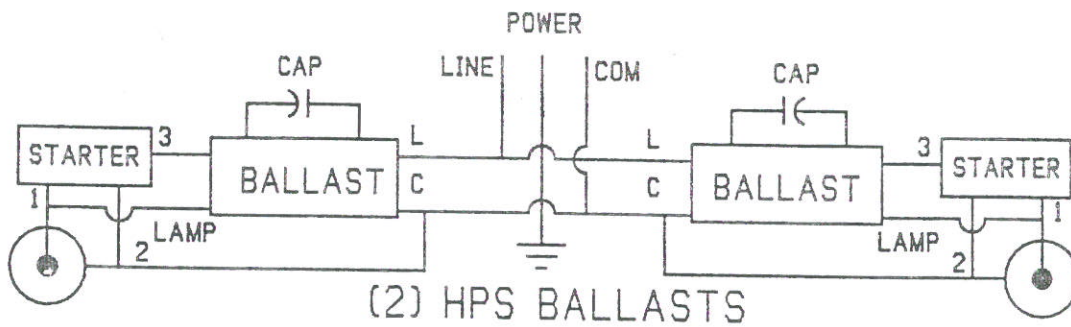 POWER
CAP
LINE
COM
CAP
STARTER
3
BALLAST
L
C
L
C
BALLAST
3
STARTER
1
LAMP
2
LAMP
2
1
(2) HPS BALLASTS